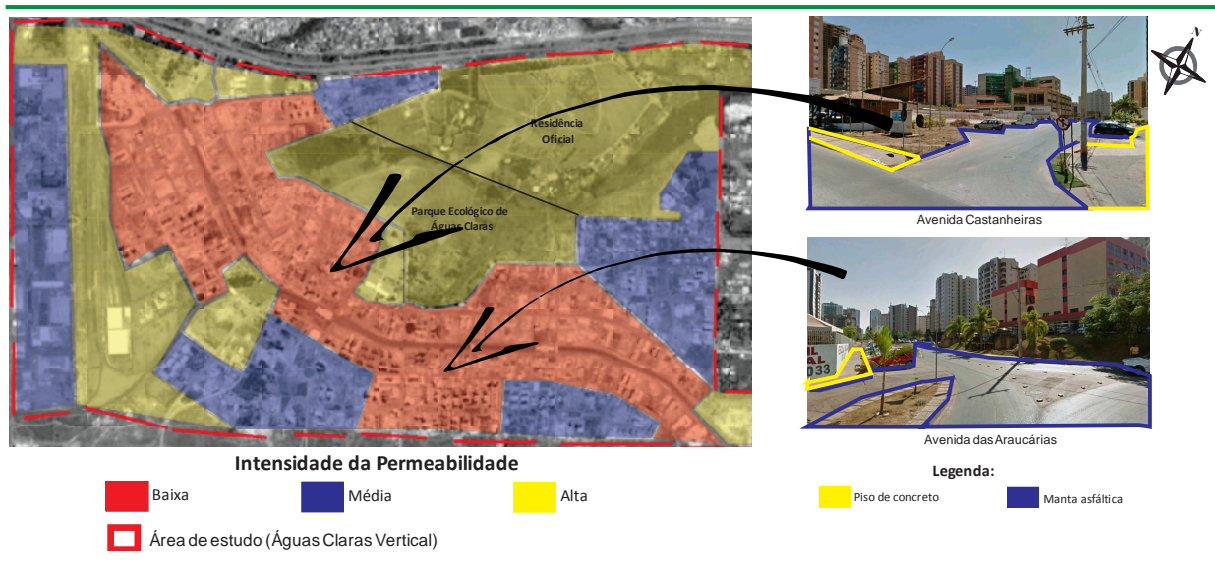 N
Residência
Oficial
Parque Ecológico de
Águas Claras
Avenida Castanheiras
033
Avenida das Araucárias
Intensidade da Permeabilidade
Baixa
Média
Alta
Área de estudo (Águas Claras Vertical)
Legenda:
Piso de concreto
Manta asfáltica